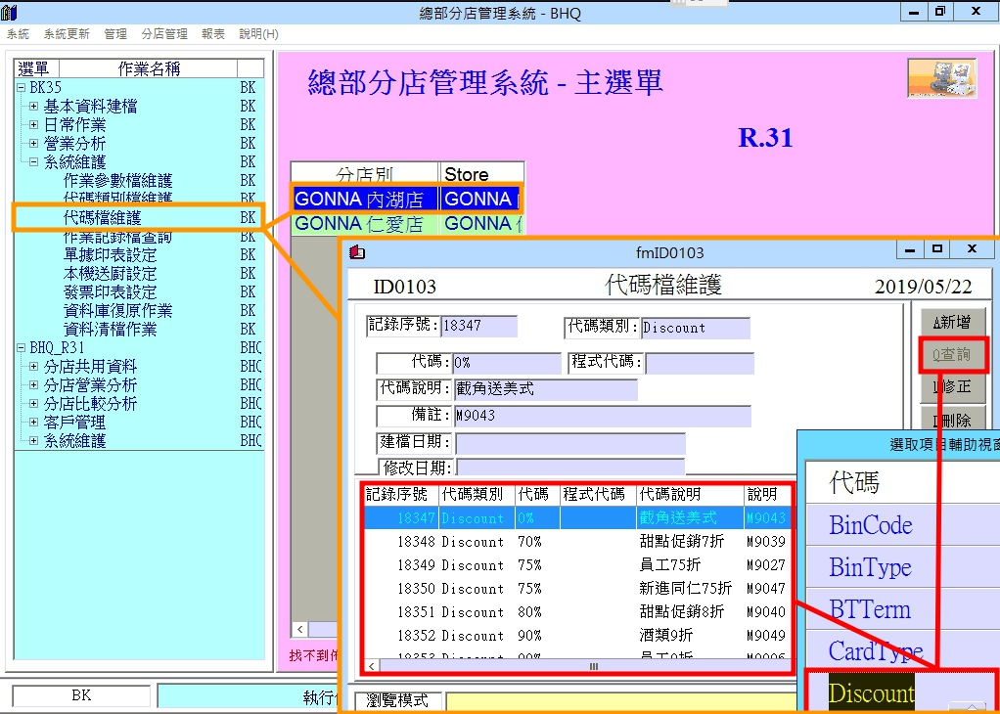 總部分店管理系統 - BHQ
系統 系統更新 管理 分店管理 報表 說明(H)
選單 作業名稱
BK35 BK
基本資料建檔 BK
日常作業 BK
營業分析 BK
系統維護 BK
作業參數檔維護 BK
代碼類別檔維護 BK
代碼檔維護 BK
作業記錄檔查詢 BK
單據印表設定 BK
本機送廚設定 BK
發票印表設定 BK
資料庫復原作業 BK
資料清檔作業 BK
BHQ_R31 BHQ
分店共用資料 BHQ
分店營業分析 BHQ
分店比較分析 BHQ
客戶管理 BHQ
系統維護 BHQ
總部分店管理系統 - 主選單
R.31
分店別 Store
GONNA 內湖店 GONNA
GONNA 仁愛店 GONNA
找不到
BK
執行
fmID0103
ID0103 代碼檔維護 2019/05/22
記錄序號: 18347 代碼類別: Discount
代碼: 0% 程式代碼:
代碼說明: 截角送美式
備註: M9043
建檔日期:
修改日期:
A新增
Q查詢
U修正
D刪除
記錄序號 代碼類別 代碼 程式代碼 代碼說明 說明
18347 Discount 0% 截角送美式 M9043
18348 Discount 70% 甜點促銷7折 M9039
18349 Discount 75% 員工75折 M9027
18350 Discount 75% 新進同仁75折 M9047
18351 Discount 80% 甜點促銷8折 M9040
18352 Discount 90% 酒類9折 M9049
18353 Discount 90% 員工9折
瀏覽模式
選取項目輔助視窗
代碼
BinCode
BinType
BTTerm
CardType
Discount